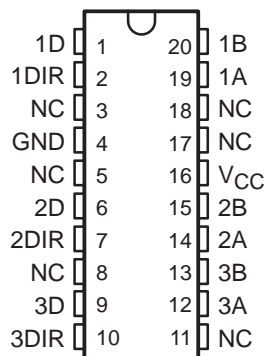 1D 1 20 1B
1DIR 2 19 1A
NC 3 18 NC
GND 4 17 NC
NC 5 16 VCC
2D 6 15 2B
2DIR 7 14 2A
NC 8 13 3B
3D 9 12 3A
3DIR 10 11 NC